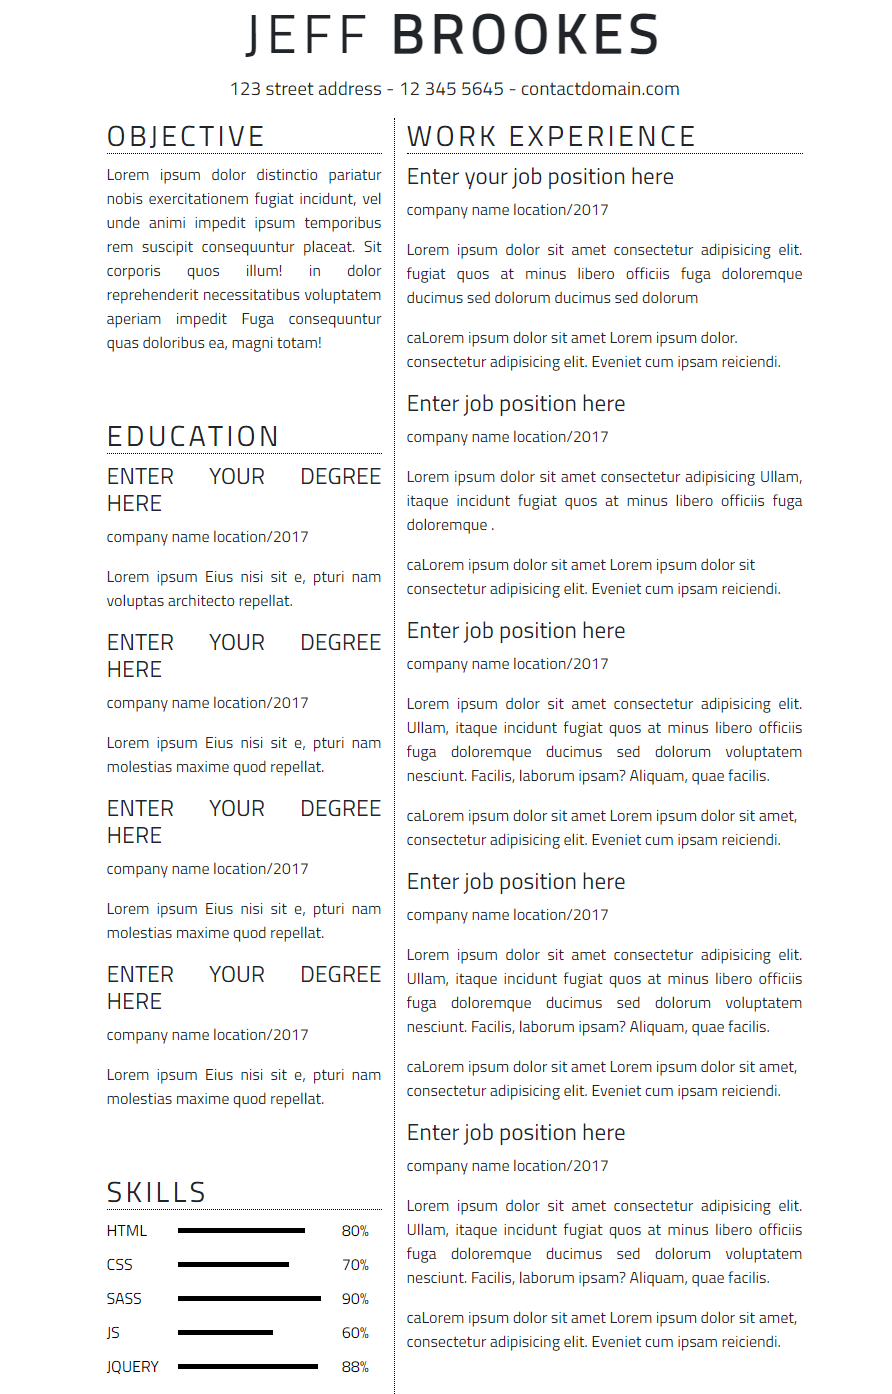 JEFF BROOKES
123 street address - 12 345 5645 - contactdomain.com
OBJECTIVE
Lorem ipsum dolor distinctio pariatur
nobis exercitationem fugiat incidunt, vel
unde animi impedit ipsum temporibus
rem suscipit consequuntur placeat. Sit
corporis quos illum! in dolor
reprehenderit necessitatibus voluptatem
aperiam impedit Fuga consequuntur
quas doloribus ea, magni totam!
EDUCATION
ENTER YOUR DEGREE
HERE
company name location/2017
Lorem ipsum Eius nisi sit e, pturi nam
voluptas architecto repellat.
ENTER YOUR DEGREE
HERE
company name location/2017
Lorem ipsum Eius nisi sit e, pturi nam
molestias maxime quod repellat.
ENTER YOUR DEGREE
HERE
company name location/2017
Lorem ipsum Eius nisi sit e, pturi nam
molestias maxime quod repellat.
ENTER YOUR DEGREE
HERE
company name location/2017
Lorem ipsum Eius nisi sit e, pturi nam
molestias maxime quod repellat.
SKILLS
HTML 80%
CSS 70%
SASS 90%
JS 60%
JQUERY 88%
WORK EXPERIENCE
Enter your job position here
company name location/2017
Lorem ipsum dolor sit amet consectetur adipisicing elit.
fugiat quos at minus libero officiis fuga doloremque
ducimus sed dolorum ducimus sed dolorum
caLorem ipsum dolor sit amet Lorem ipsum dolor.
consectetur adipisicing elit. Eveniet cum ipsam reiciendi.
Enter job position here
company name location/2017
Lorem ipsum dolor sit amet consectetur adipisicing Ullam,
itaque incidunt fugiat quos at minus libero officiis fuga
doloremque .
caLorem ipsum dolor sit amet Lorem ipsum dolor sit
consectetur adipisicing elit. Eveniet cum ipsam reiciendi.
Enter job position here
company name location/2017
Lorem ipsum dolor sit amet consectetur adipisicing elit.
Ullam, itaque incidunt fugiat quos at minus libero officiis
fuga doloremque ducimus sed dolorum voluptatem
nesciunt. Facilis, laborum ipsam? Aliquam, quae facilis.
caLorem ipsum dolor sit amet Lorem ipsum dolor sit amet,
consectetur adipisicing elit. Eveniet cum ipsam reiciendi.
Enter job position here
company name location/2017
Lorem ipsum dolor sit amet consectetur adipisicing elit.
Ullam, itaque incidunt fugiat quos at minus libero officiis
fuga doloremque ducimus sed dolorum voluptatem
nesciunt. Facilis, laborum ipsam? Aliquam, quae facilis.
caLorem ipsum dolor sit amet Lorem ipsum dolor sit amet,
consectetur adipisicing elit. Eveniet cum ipsam reiciendi.
Enter job position here
company name location/2017
Lorem ipsum dolor sit amet consectetur adipisicing elit.
Ullam, itaque incidunt fugiat quos at minus libero officiis
fuga doloremque ducimus sed dolorum voluptatem
nesciunt. Facilis, laborum ipsam? Aliquam, quae facilis.
caLorem ipsum dolor sit amet Lorem ipsum dolor sit amet,
consectetur adipisicing elit. Eveniet cum ipsam reiciendi.